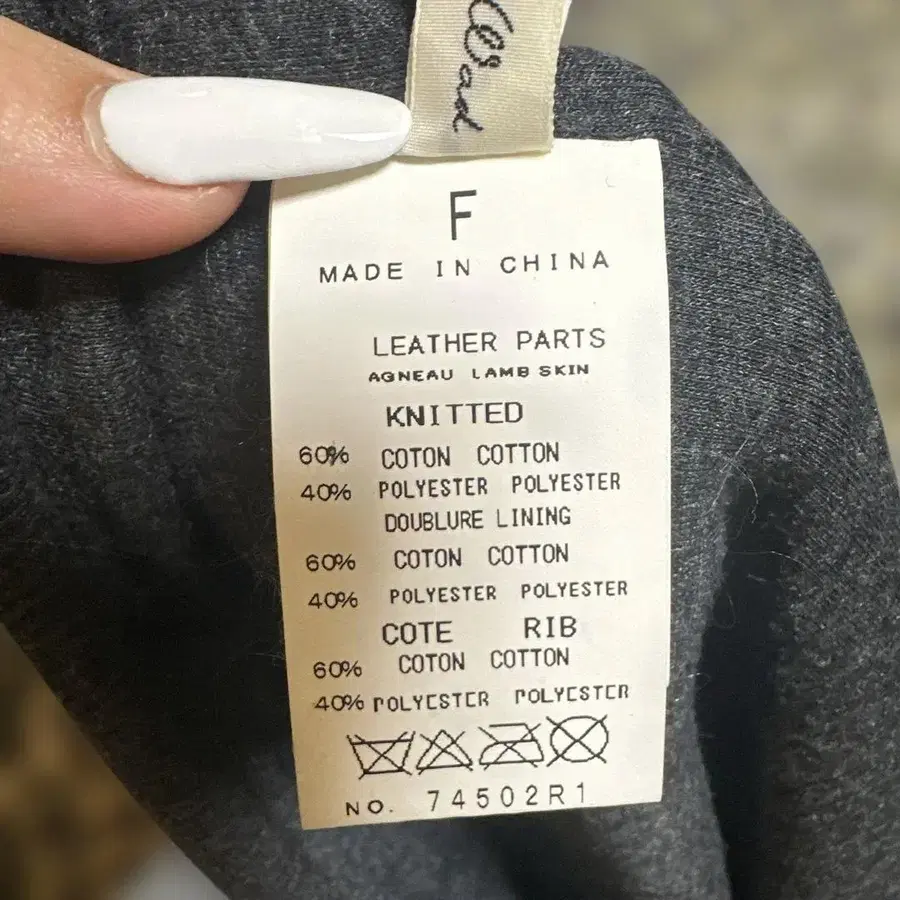 F
MADE IN CHINA
LEATHER PARTS
AGNEAU LAMB SKIN
KNITTED
60% COTON COTTON
40% POLYESTER POLYESTER
DOUBLURE LINING
60% COTON COTTON
40% POLYESTER POLYESTER
COTE RIB
60% COTON COTTON
40% POLYESTER POLYESTER
NO. 74502R1